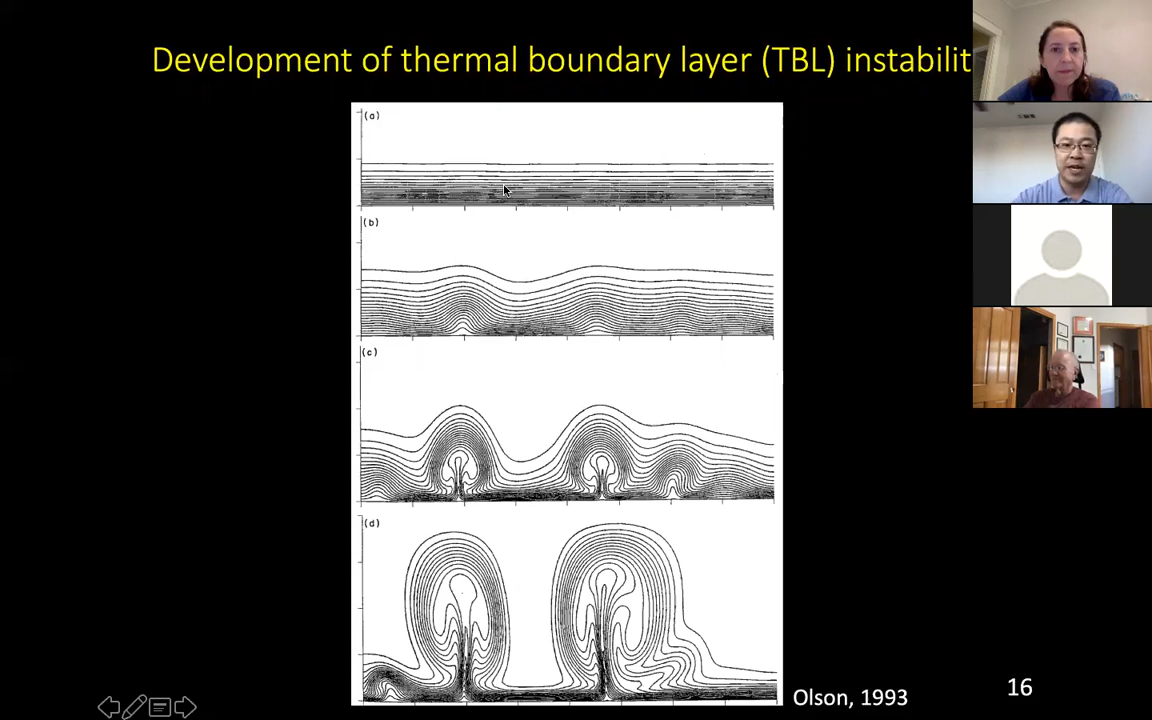 Development of thermal boundary layer (TBL) instabilit
(a)
(b)
(c)
(d)
Olson, 1993
16